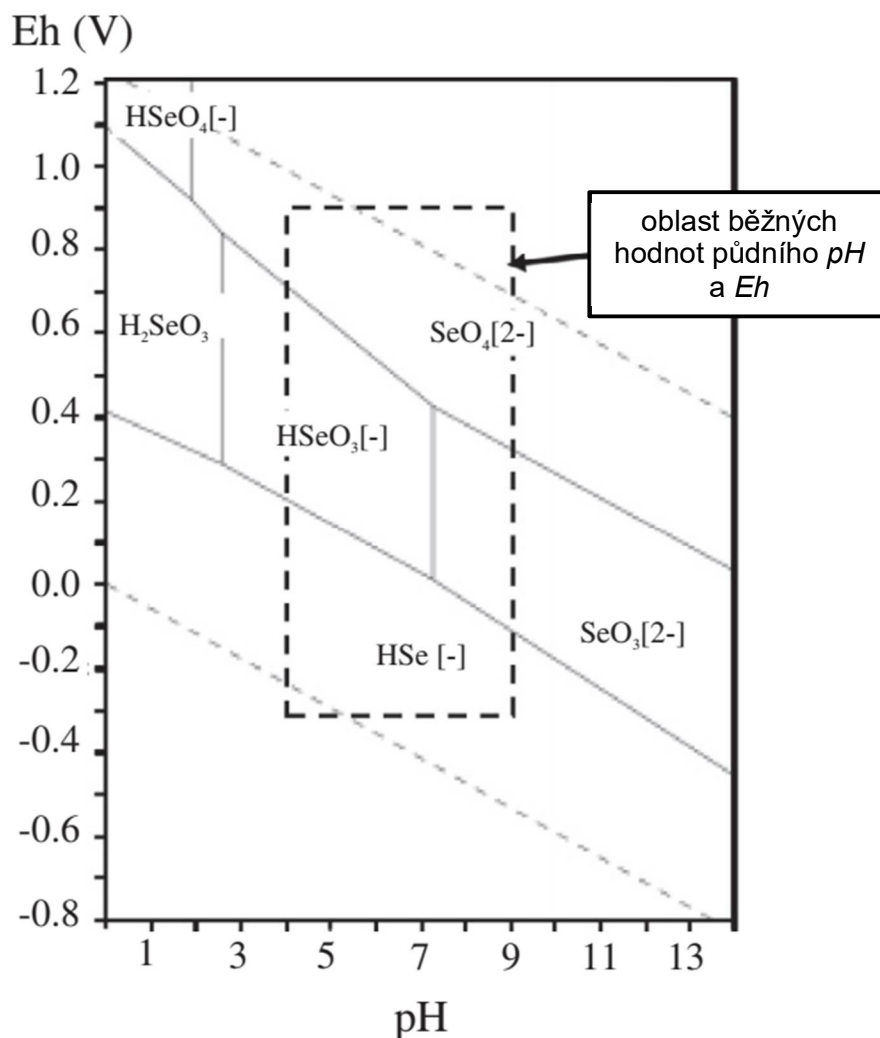 Eh (V)
1.2
1.0
0.8
0.6
0.4
0.2
0.0
-0.2
-0.4
-0.6
-0.8
HSeO₄[-]
oblast běžných
hodnot půdního pH
a Eh
H₂SeO₃
SeO₄[2-]
HSeO₃[-]
SeO₃[2-]
HSe [-]
1 3 5 7 9 11 13
pH